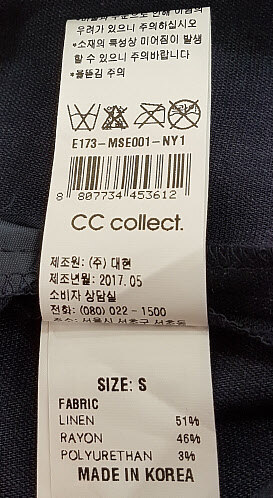 우려가 있으니 주의하십시오
*소재의 특성상 미어짐이 발생
할 수 있으니 주의바랍니다
*올뜯김 주의
E173-MSE001-NY1
8 807734 453612
CC collect.
제조원: (주) 대현
제조년월: 2017. 05
소비자 상담실
전화: (080) 022-1500
SIZE: S
FABRIC
LINEN 51%
RAYON 46%
POLYURETHAN 3%
MADE IN KOREA